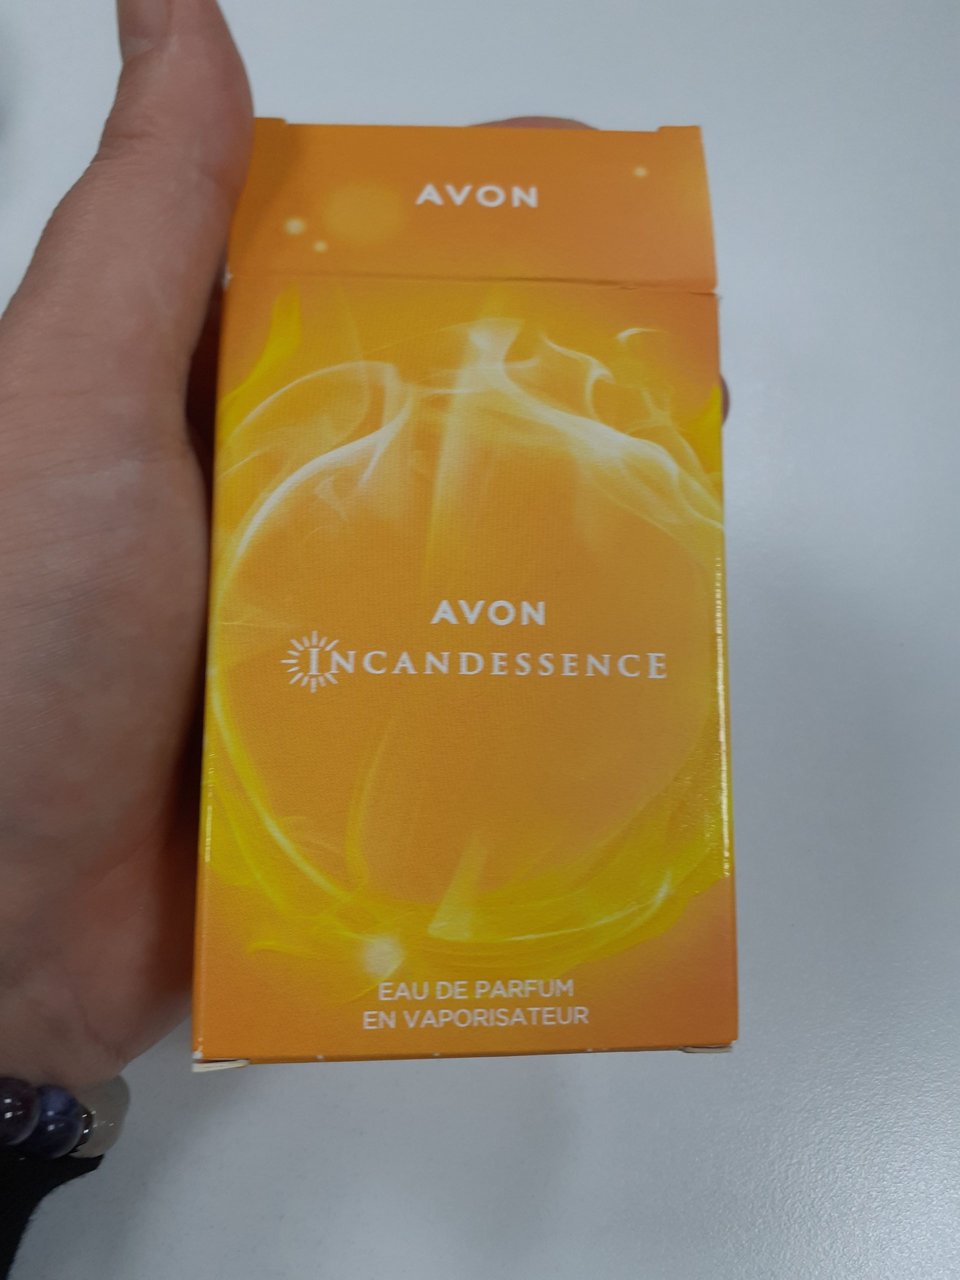 AVON
AVON
INCANDESSENCE
EAU DE PARFUM
EN VAPORISATEUR